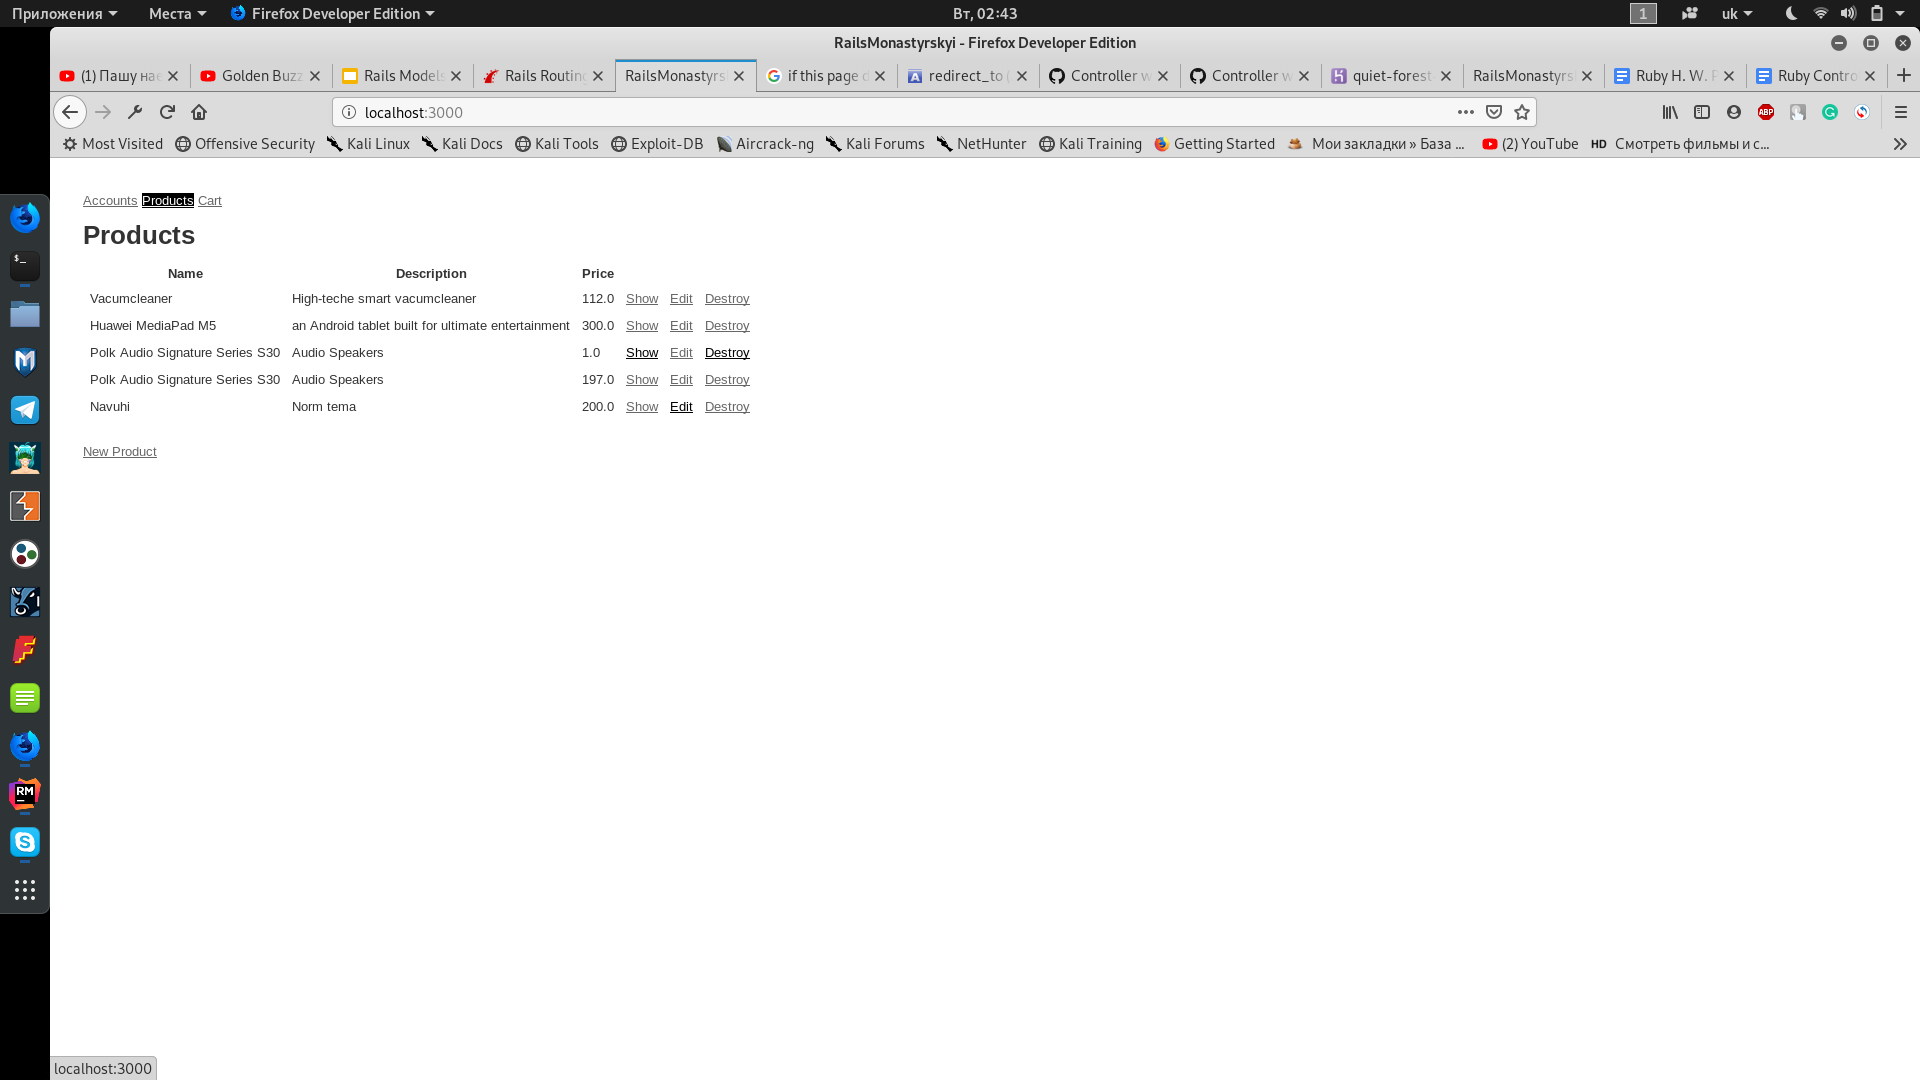 Приложения Места Firefox Developer Edition Вт, 02:43 1 uk
RailsMonastyrskyi - Firefox Developer Edition
(1) Пашу нае Golden Buzz Rails Models Rails Routing RailsMonastyrs if this page d redirect_to ( Controller w Controller w quiet-forest RailsMonastyrs Ruby H. W. Ruby Contro
localhost:3000 ABP
Most Visited Offensive Security Kali Linux Kali Docs Kali Tools Exploit-DB Aircrack-ng Kali Forums NetHunter Kali Training Getting Started Мои закладки » База ... (2) YouTube HD Смотреть фильмы и с...
Accounts Products Cart
Products
Name Description Price
Vacumcleaner High-teche smart vacumcleaner 112.0 Show Edit Destroy
Huawei MediaPad M5 an Android tablet built for ultimate entertainment 300.0 Show Edit Destroy
Polk Audio Signature Series S30 Audio Speakers 1.0 Show Edit Destroy
Polk Audio Signature Series S30 Audio Speakers 197.0 Show Edit Destroy
Navuhi Norm tema 200.0 Show Edit Destroy
New Product
RM
localhost:3000